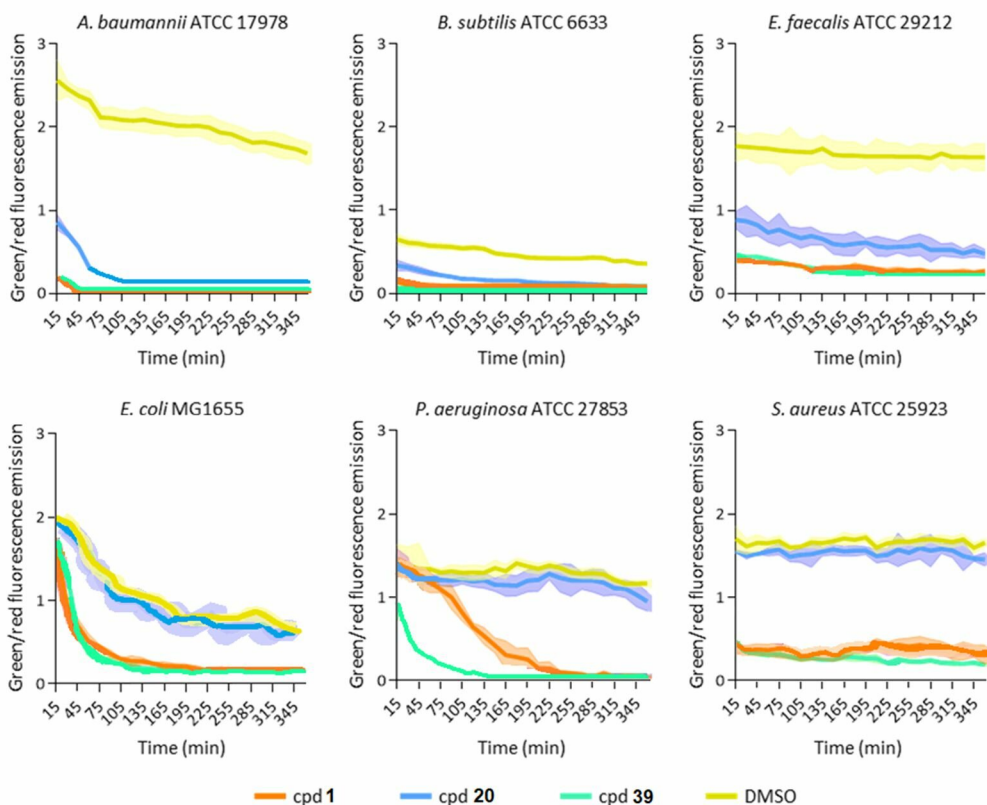 A. baumannii ATCC 17978
Green/red fluorescence emission
3
2
1
0
15 45 75 105 135 165 195 225 255 285 315 345
Time (min)
B. subtilis ATCC 6633
Green/red fluorescence emission
3
2
1
0
15 45 75 105 135 165 195 225 255 285 315 345
Time (min)
E. faecalis ATCC 29212
Green/red fluorescence emission
3
2
1
0
15 45 75 105 135 165 195 225 255 285 315 345
Time (min)
E. coli MG1655
Green/red fluorescence emission
3
2
1
0
15 45 75 105 135 165 195 225 255 285 315 345
Time (min)
P. aeruginosa ATCC 27853
Green/red fluorescence emission
3
2
1
0
15 45 75 105 135 165 195 225 255 285 315 345
Time (min)
S. aureus ATCC 25923
Green/red fluorescence emission
3
2
1
0
15 45 75 105 135 165 195 225 255 285 315 345
Time (min)
cpd 1 cpd 20 cpd 39 DMSO